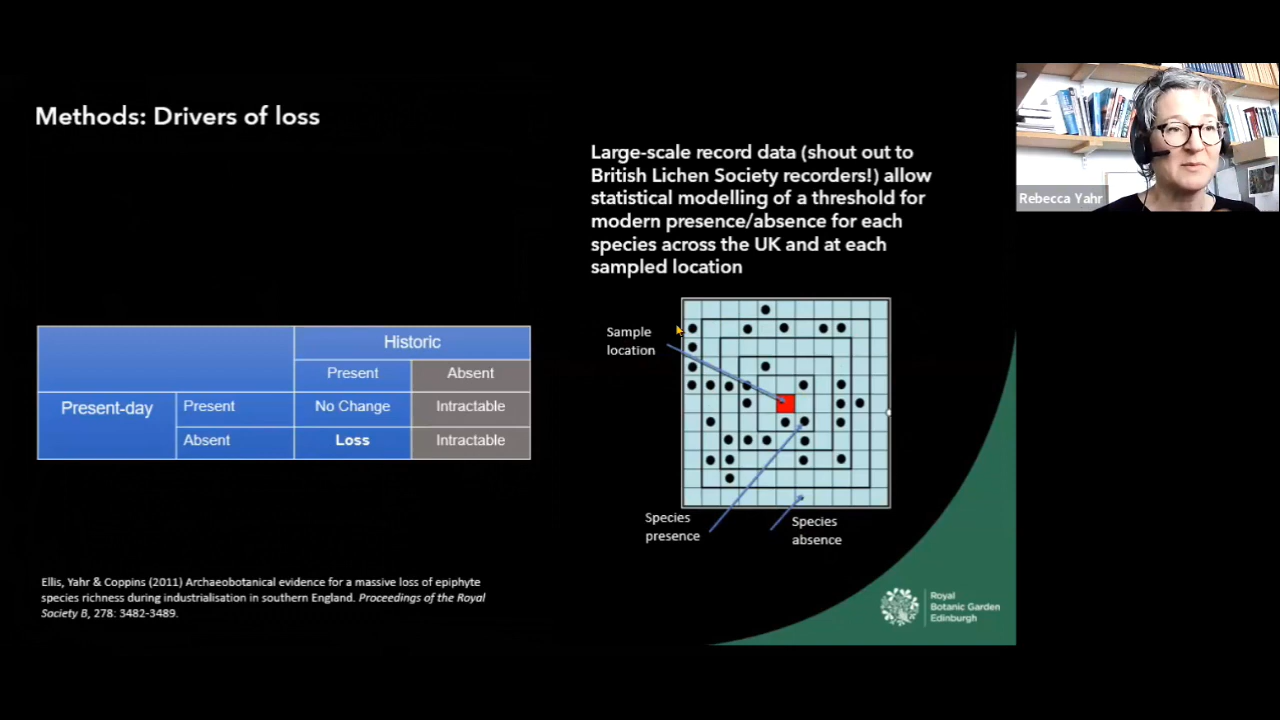 Methods: Drivers of loss
Large-scale record data (shout out to
British Lichen Society recorders!) allow
statistical modelling of a threshold for
modern presence/absence for each
species across the UK and at each
sampled location
Rebecca Yahr
Historic
Present
Absent
Present-day
Present
No Change
Intractable
Absent
Loss
Intractable
Sample
location
Species
presence
Species
absence
Ellis, Yahr & Coppins (2011) Archaeobotanical evidence for a massive loss of epiphyte
species richness during industrialisation in southern England. Proceedings of the Royal
Society B, 278: 3482-3489.
Royal
Botanic Garden
Edinburgh